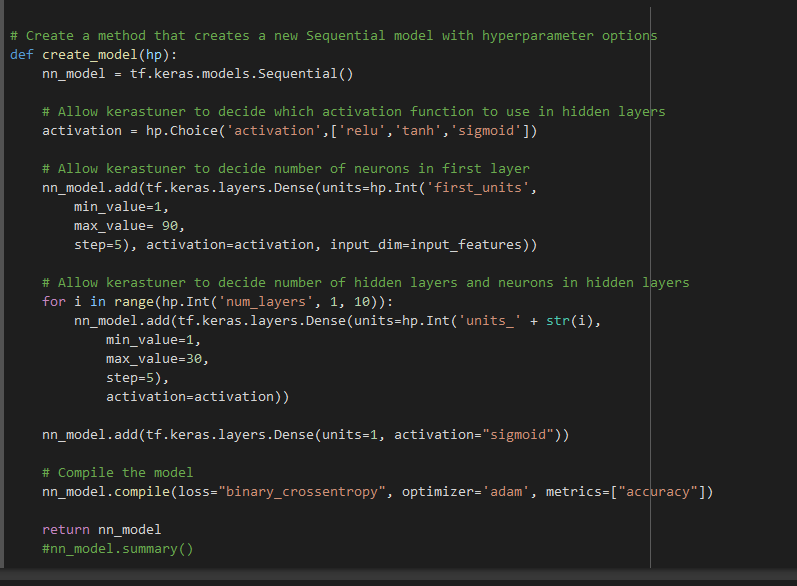 # Create a method that creates a new Sequential model with hyperparameter options
def create_model(hp):
    nn_model = tf.keras.models.Sequential()

    # Allow kerastuner to decide which activation function to use in hidden layers
    activation = hp.Choice('activation',['relu','tanh','sigmoid'])

    # Allow kerastuner to decide number of neurons in first layer
    nn_model.add(tf.keras.layers.Dense(units=hp.Int('first_units',
        min_value=1,
        max_value= 90,
        step=5), activation=activation, input_dim=input_features))

    # Allow kerastuner to decide number of hidden layers and neurons in hidden layers
    for i in range(hp.Int('num_layers', 1, 10)):
        nn_model.add(tf.keras.layers.Dense(units=hp.Int('units_' + str(i),
            min_value=1,
            max_value=30,
            step=5),
            activation=activation))

    nn_model.add(tf.keras.layers.Dense(units=1, activation="sigmoid"))

    # Compile the model
    nn_model.compile(loss="binary_crossentropy", optimizer='adam', metrics=["accuracy"])

    return nn_model
    #nn_model.summary()